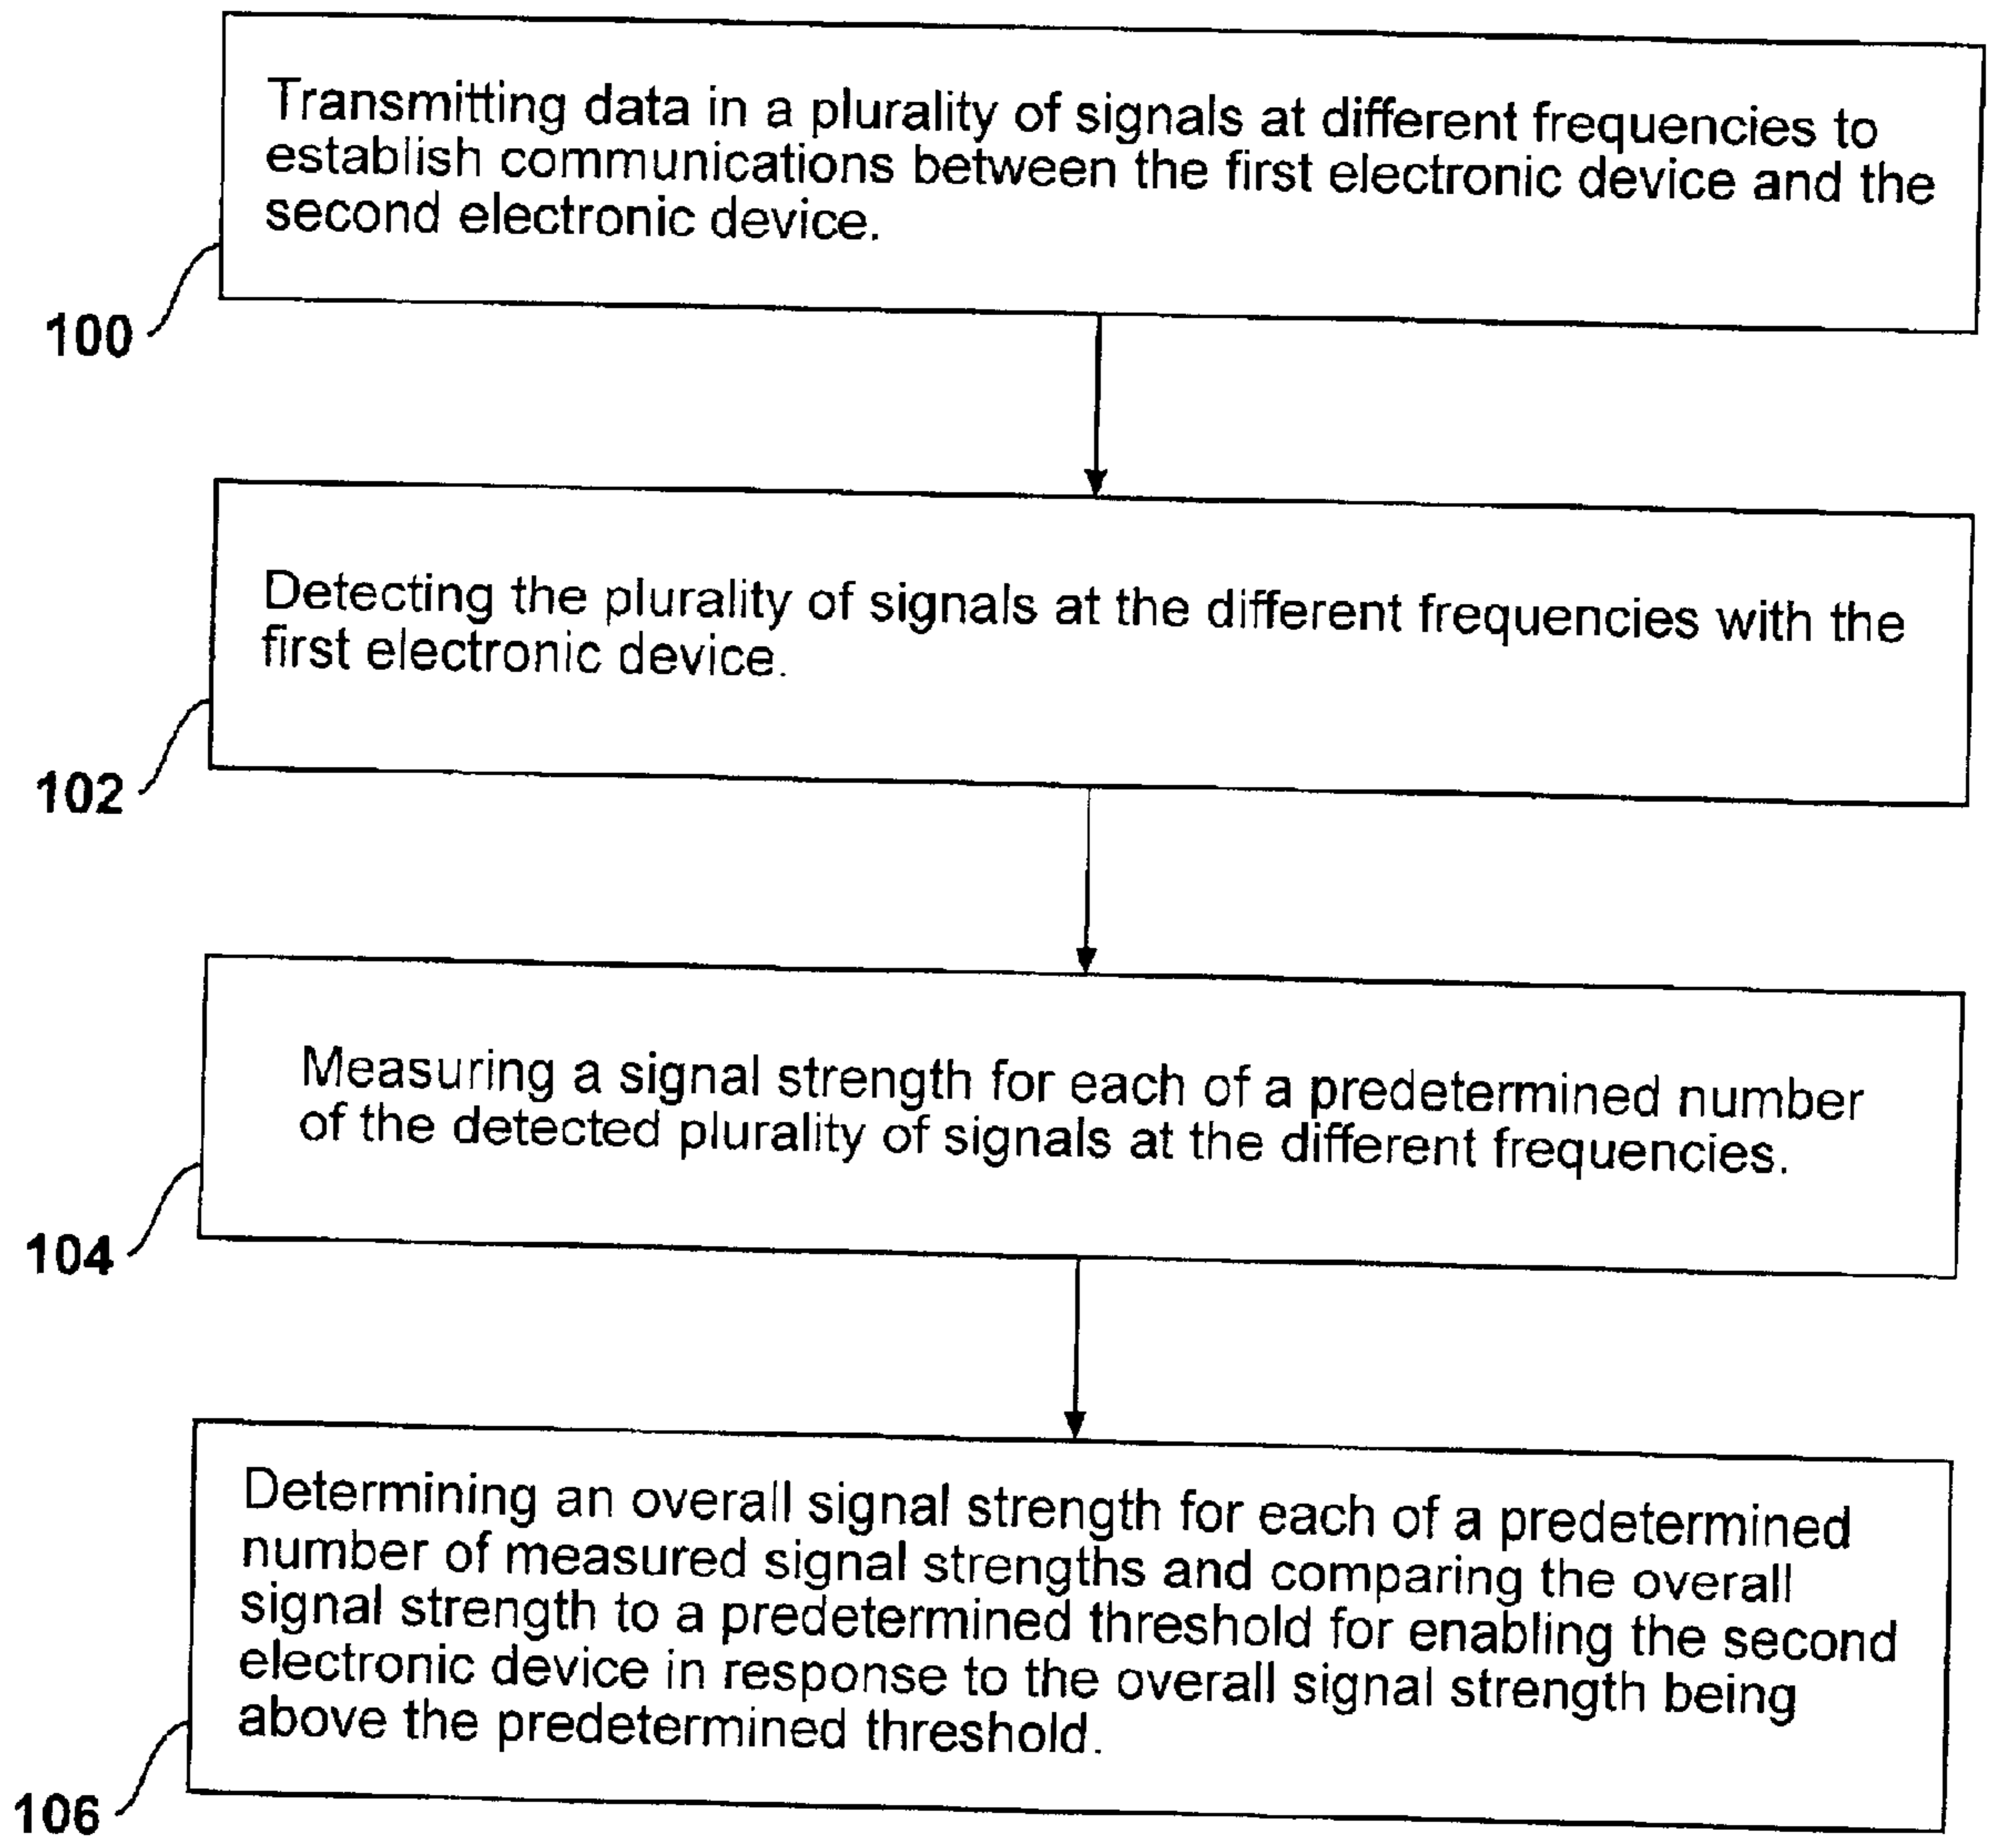 Transmitting data in a plurality of signals at different frequencies to
establish communications between the first electronic device and the
second electronic device.
100
Detecting the plurality of signals at the different frequencies with the
first electronic device.
102
Measuring a signal strength for each of a predetermined number
of the detected plurality of signals at the different frequencies.
104
Determining an overall signal strength for each of a predetermined
number of measured signal strengths and comparing the overall
signal strength to a predetermined threshold for enabling the second
electronic device in response to the overall signal strength being
above the predetermined threshold.
106